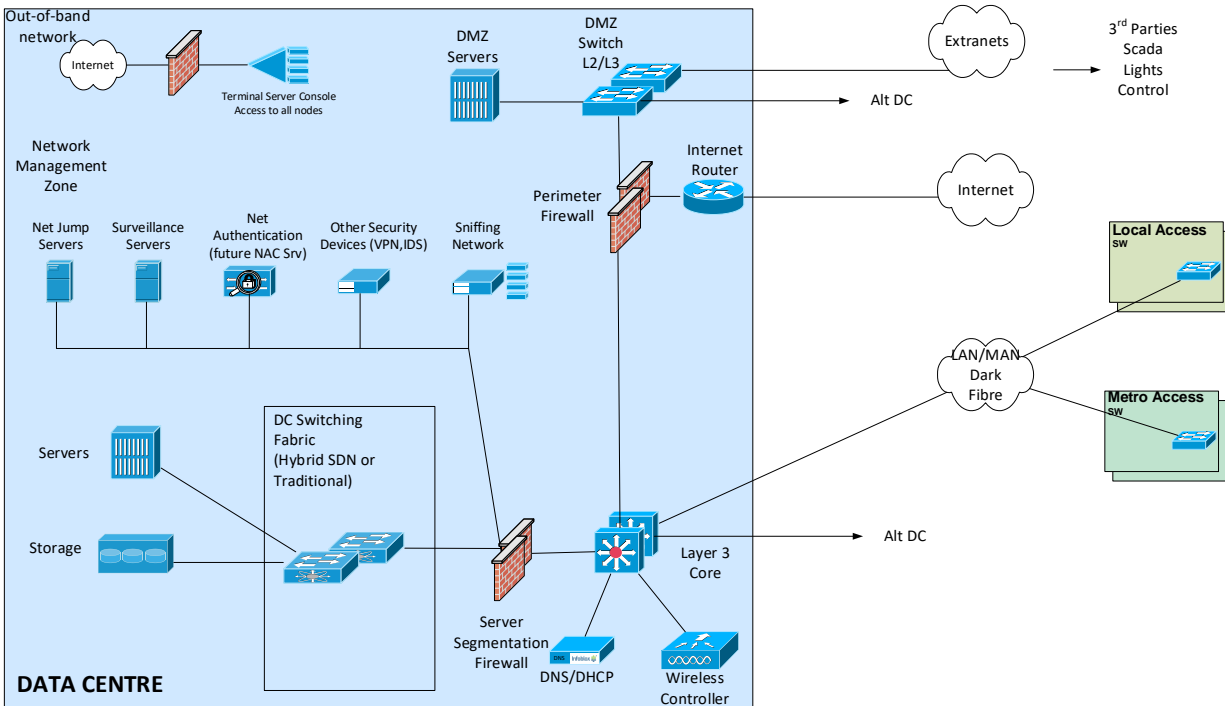 Out-of-band
network
Internet
Terminal Server Console
Access to all nodes
DMZ
Servers
DMZ
Switch
L2/L3
Extranets
3rd Parties
Scada
Lights
Control
Alt DC
Network
Management
Zone
Internet
Router
Perimeter
Firewall
Internet
Net Jump
Servers
Surveillance
Servers
Net
Authentication
(future NAC Srv)
Other Security
Devices (VPN,IDS)
Sniffing
Network
Local Access
SW
LAN/MAN
Dark
Fibre
Metro Access
SW
DC Switching
Fabric
(Hybrid SDN or
Traditional)
Servers
Storage
Layer 3
Core
Alt DC
Server
Segmentation
Firewall
DNS
Infoblox
DNS/DHCP
Wireless
Controller
DATA CENTRE